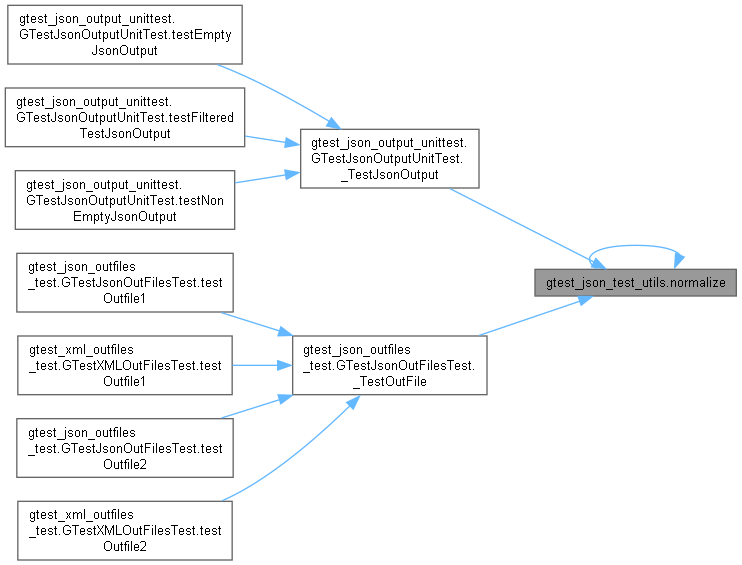 gtest_json_output_unittest.
GTestJsonOutputUnitTest.testEmpty
JsonOutput
gtest_json_output_unittest.
GTestJsonOutputUnitTest.testFiltered
TestJsonOutput
gtest_json_output_unittest.
GTestJsonOutputUnitTest.testNon
EmptyJsonOutput
gtest_json_output_unittest.
GTestJsonOutputUnitTest.
_TestJsonOutput
gtest_json_test_utils.normalize
gtest_json_outfiles
_test.GTestJsonOutFilesTest.test
Outfile1
gtest_xml_outfiles
_test.GTestXMLOutFilesTest.test
Outfile1
gtest_json_outfiles
_test.GTestJsonOutFilesTest.
_TestOutFile
gtest_json_outfiles
_test.GTestJsonOutFilesTest.test
Outfile2
gtest_xml_outfiles
_test.GTestXMLOutFilesTest.test
Outfile2